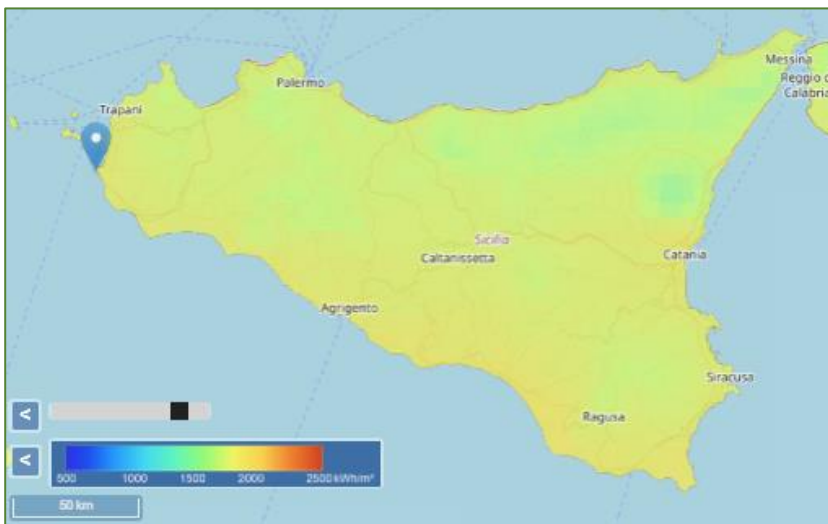 Messina
Reggio d
Calabria
Palermo
Trapani
Sicilia
Catania
Caltanissetta
Agrigento
Siracusa
Ragusa
<
<
500 1000 1500 2000 2500 kWh/m²
50 km